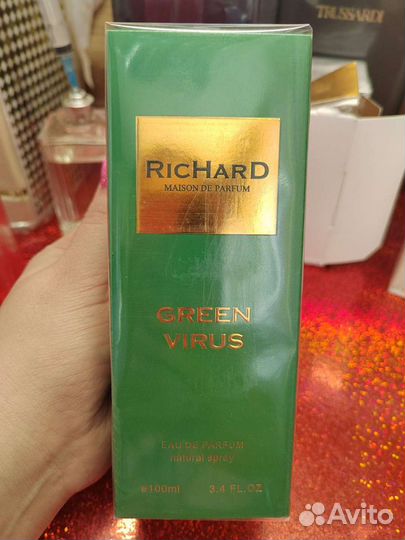 TRUSSARDI
RICHARD
MAISON DE PARFUM
GREEN
VIRUS
EAU DE PARFUM
natural spray
e100ml 3.4 FL.OZ
Avito